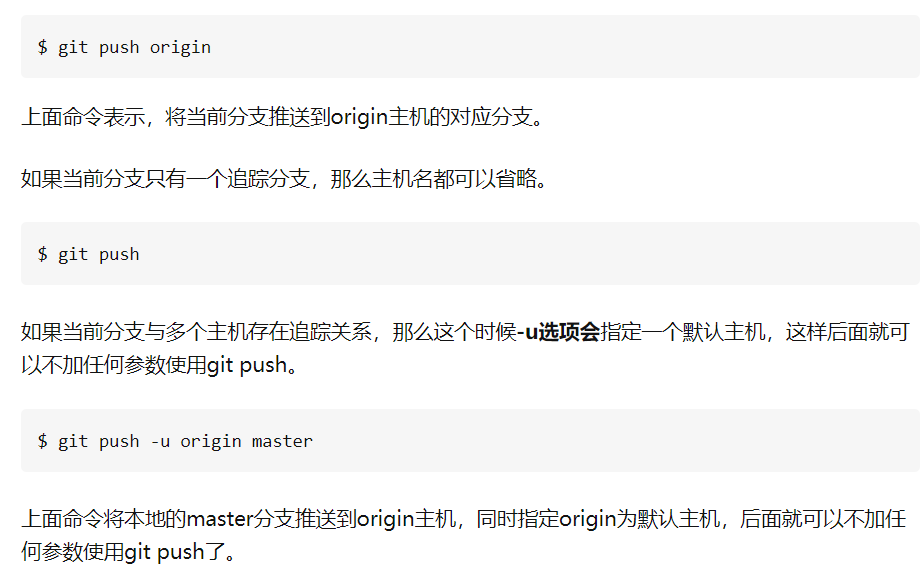 $ git push origin
上面命令表示，将当前分支推送到origin主机的对应分支。
如果当前分支只有一个追踪分支，那么主机名都可以省略。
$ git push
如果当前分支与多个主机存在追踪关系，那么这个时候-u选项会指定一个默认主机，这样后面就可
以不加任何参数使用git push。
$ git push -u origin master
上面命令将本地的master分支推送到origin主机，同时指定origin为默认主机，后面就可以不加任
何参数使用git push了。